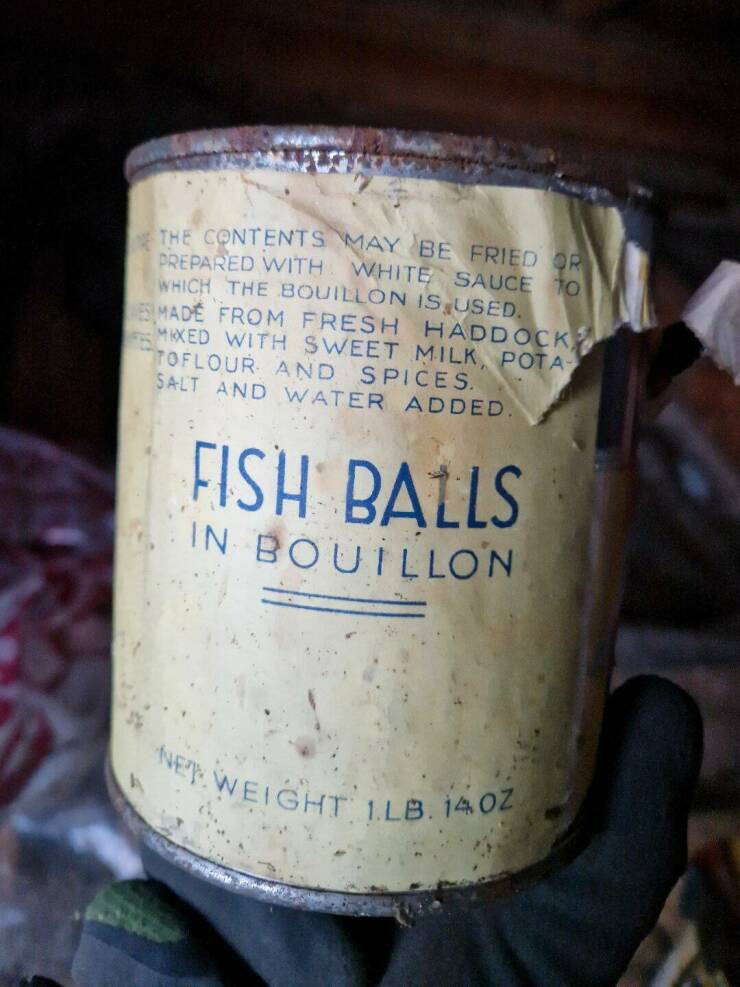 THE CONTENTS MAY BE FRIED OR
PREPARED WITH WHITE SAUCE TO
WHICH THE BOUILLON IS USED.
MADE FROM FRESH HADDOCK,
MIXED WITH SWEET MILK, POTA-
TOFLOUR AND SPICES.
SALT AND WATER ADDED.
FISH BALLS
IN BOUILLON
NET WEIGHT 1 LB. 14 OZ